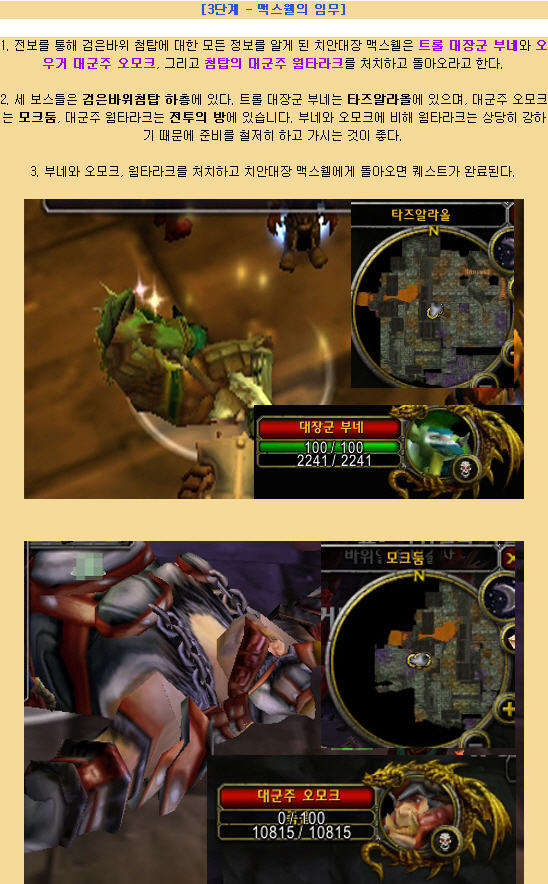 [3단계 - 맥스웰의 임무]
1, 전보를 통해 검은바위 첨탑에 대한 모든 정보를 알게 된 치안대장 맥스웰은 트롤 대장군 부네와 오
우거 대군주 오모크, 그리고 첨탑의 대군주 윔타라크를 처치하고 돌아오라고 한다.
2, 세 보스들은 검은바위첨탑 하층에 있다. 트롤 대장군 부네는 타즈알라올에 있으며, 대군주 오모크
는 모크둠, 대군주 윔타라크는 전투의 방에 있습니다. 부네와 오모크에 비해 윔타라크는 상당히 강하
기 때문에 준비를 철저히 하고 가시는 것이 좋다.
3, 부네와 오모크, 윔타라크를 처치하고 치안대장 맥스웰에게 돌아오면 퀘스트가 완료된다.
타즈알라올
N
대장군 부네
100 / 100
2241 / 2241
모크둠
N
대군주 오모크
0 / 100
10815 / 10815